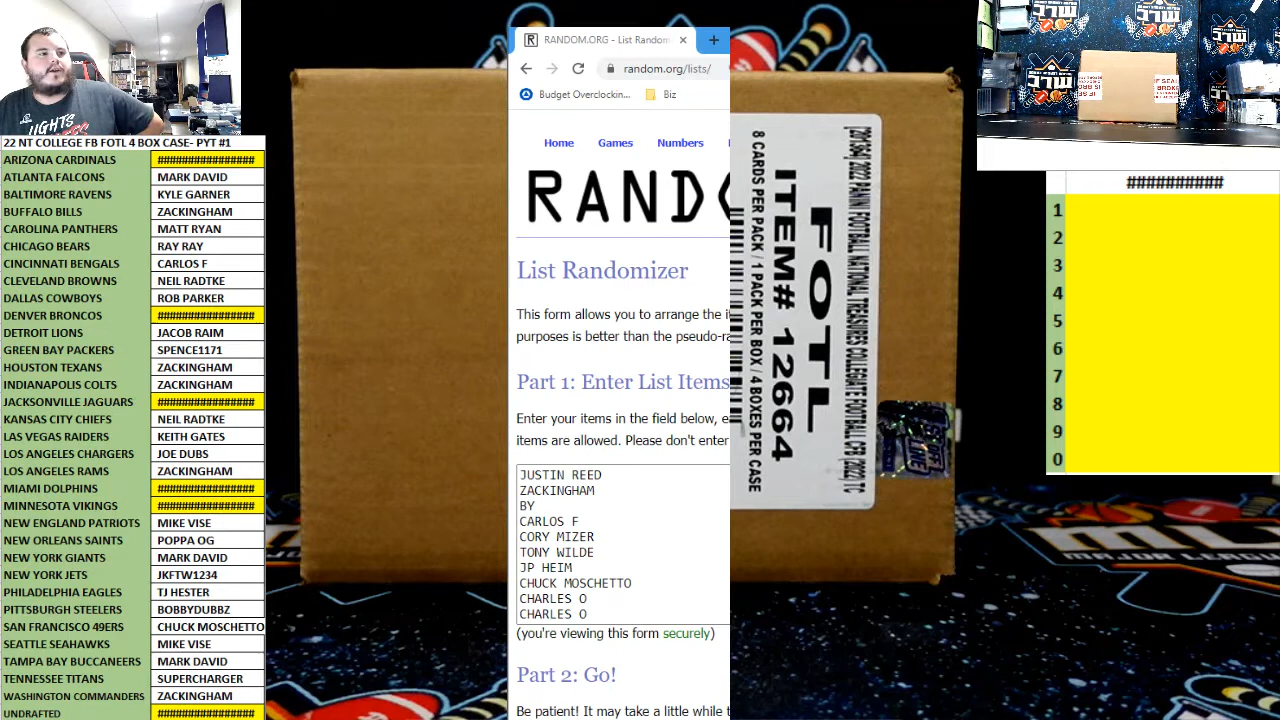 22 NT COLLEGE FB FOTL 4 BOX CASE- PYT #1
ARIZONA CARDINALS ################
ATLANTA FALCONS MARK DAVID
BALTIMORE RAVENS KYLE GARNER
BUFFALO BILLS ZACKINGHAM
CAROLINA PANTHERS MATT RYAN
CHICAGO BEARS RAY RAY
CINCINNATI BENGALS CARLOS F
CLEVELAND BROWNS NEIL RADTKE
DALLAS COWBOYS ROB PARKER
DENVER BRONCOS ################
DETROIT LIONS JACOB RAIM
GREEN BAY PACKERS SPENCE1171
HOUSTON TEXANS ZACKINGHAM
INDIANAPOLIS COLTS ZACKINGHAM
JACKSONVILLE JAGUARS ################
KANSAS CITY CHIEFS NEIL RADTKE
LAS VEGAS RAIDERS KEITH GATES
LOS ANGELES CHARGERS JOE DUBS
LOS ANGELES RAMS ZACKINGHAM
MIAMI DOLPHINS ################
MINNESOTA VIKINGS ################
NEW ENGLAND PATRIOTS MIKE VISE
NEW ORLEANS SAINTS POPPA OG
NEW YORK GIANTS MARK DAVID
NEW YORK JETS JKFTW1234
PHILADELPHIA EAGLES TJ HESTER
PITTSBURGH STEELERS BOBBYDUBBZ
SAN FRANCISCO 49ERS CHUCK MOSCHETTO
SEATTLE SEAHAWKS MIKE VISE
TAMPA BAY BUCCANEERS MARK DAVID
TENNESSEE TITANS SUPERCHARGER
WASHINGTON COMMANDERS ZACKINGHAM
UNDRAFTED ################
RANDOM.ORG - List Random
random.org/lists/
Budget Overclockin... Biz
Home Games Numbers
RANDO
List Randomizer
This form allows you to arrange the i
purposes is better than the pseudo-ra
Part 1: Enter List Items
Enter your items in the field below, e
items are allowed. Please don't enter
JUSTIN REED
ZACKINGHAM
BY
CARLOS F
CORY MIZER
TONY WILDE
JP HEIM
CHUCK MOSCHETTO
CHARLES O
CHARLES O
(you're viewing this form securely)
Part 2: Go!
Be patient! It may take a little while t
2022 PANINI FOOTBALL NATIONAL TREASURES COLLEGIATE FOOTBALL CFB (2022) TC
FOTL
ITEM# 12664
8 CARDS PER PACK / 1 PACK PER BOX / 4 BOXES PER CASE
##########
1
2
3
4
5
6
7
8
9
0